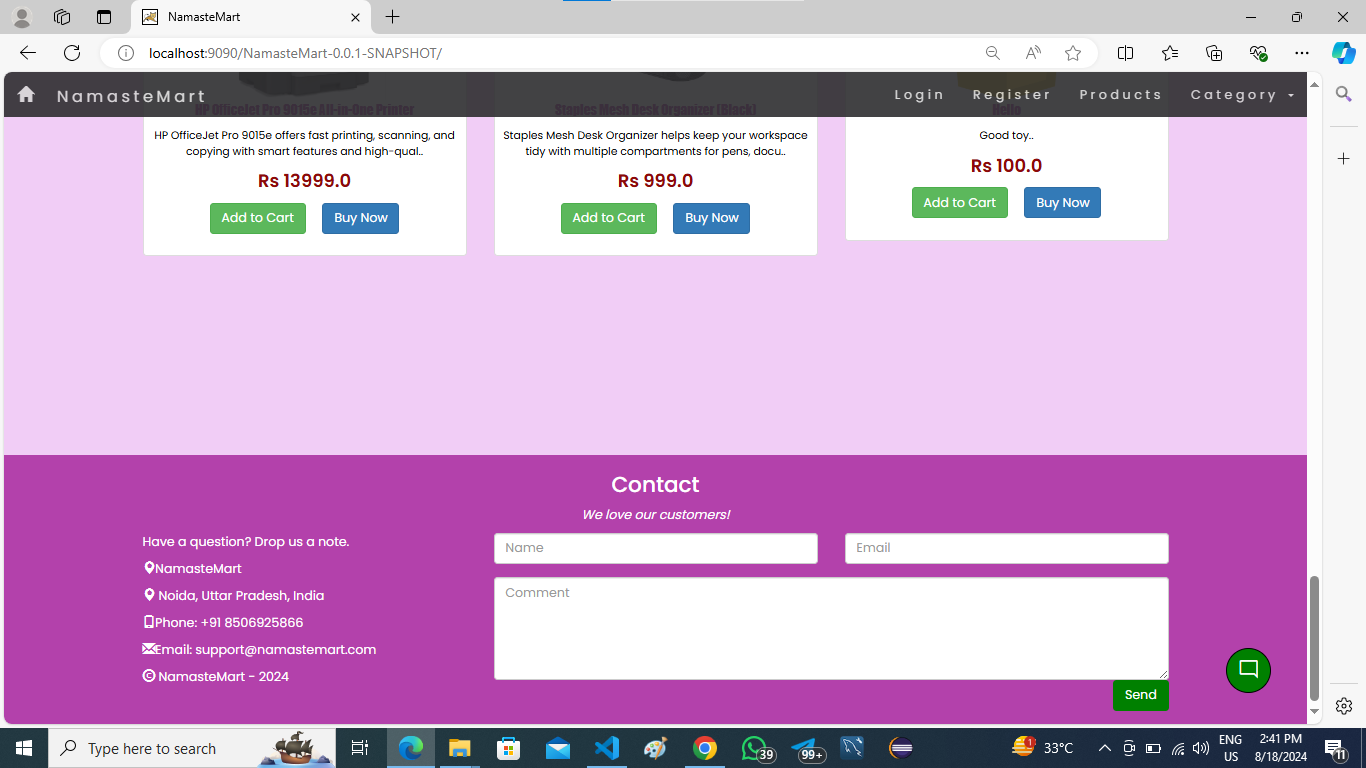 NamasteMart
localhost:9090/NamasteMart-0.0.1-SNAPSHOT/
NamasteMart
Login Register Products Category
HP OfficeJet Pro 9015e All-in-One Printer
Staples Mesh Desk Organizer (Black)
Hello
HP OfficeJet Pro 9015e offers fast printing, scanning, and
copying with smart features and high-qual..
Rs 13999.0
Add to Cart Buy Now
Staples Mesh Desk Organizer helps keep your workspace
tidy with multiple compartments for pens, docu..
Rs 999.0
Add to Cart Buy Now
Good toy..
Rs 100.0
Add to Cart Buy Now
Contact
We love our customers!
Have a question? Drop us a note.
NamasteMart
Noida, Uttar Pradesh, India
Phone: +91 8506925866
Email: support@namastemart.com
© NamasteMart - 2024
Name
Email
Comment
Send
Type here to search
39
99+
1
33°C
ENG
US
2:41 PM
8/18/2024
11